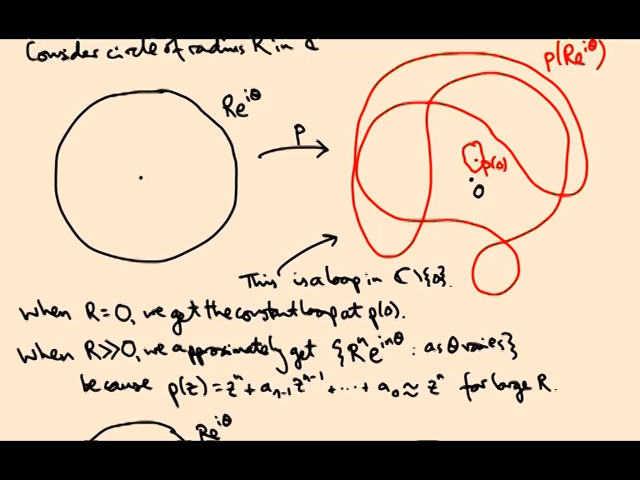 Consider circle of radius R in ℂ
p(Re^{iθ})
Re^{iθ}
P
p(0)
0
This is a loop in ℂ\{0}.
When R=0, we get the constant loop at p(0).
When R≫0, we approximately get {R^n e^{inθ} : as θ varies}
because p(z) = z^n + a_{n-1}z^{n-1} + ⋯ + a_0 ≈ z^n for large R.
Re^{iθ}